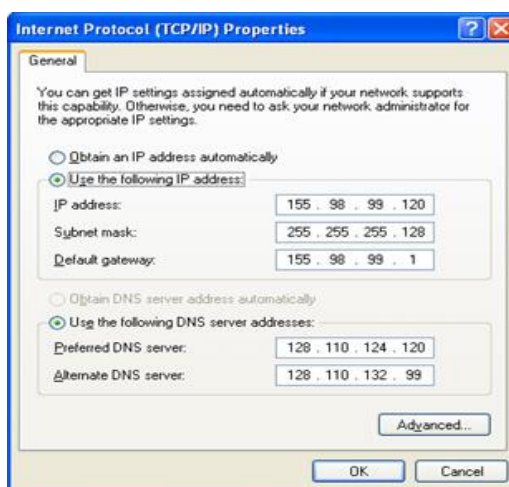 Internet Protocol (TCP/IP) Properties
General
You can get IP settings assigned automatically if your network supports
this capability. Otherwise, you need to ask your network administrator for
the appropriate IP settings.
Obtain an IP address automatically
Use the following IP address:
IP address: 155 . 98 . 99 . 120
Subnet mask: 255 . 255 . 255 . 128
Default gateway: 155 . 98 . 99 . 1
Obtain DNS server address automatically
Use the following DNS server addresses:
Preferred DNS server: 128 . 110 . 124 . 120
Alternate DNS server: 128 . 110 . 132 . 99
Advanced...
OK Cancel